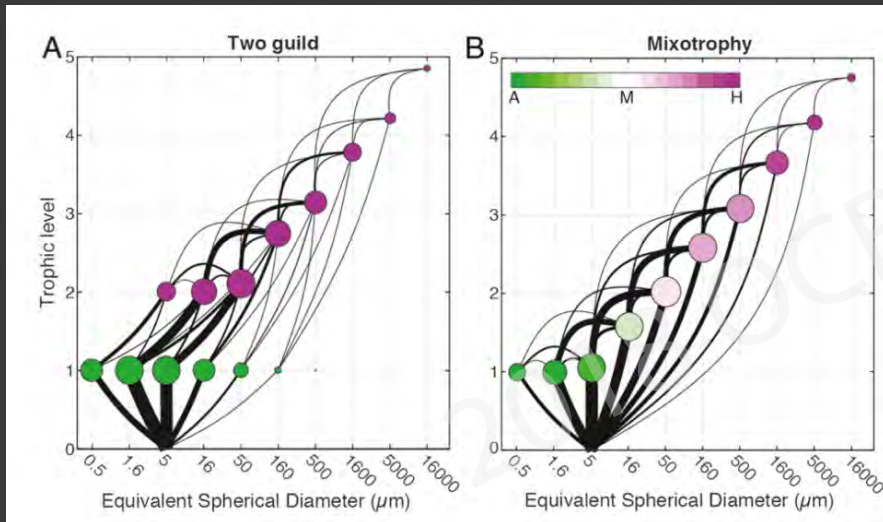 A
Two guild
5
4
3
2
1
0
Trophic level
0.5 1.6 5 16 50 160 500 1600 5000 16000
Equivalent Spherical Diameter (µm)
B
Mixotrophy
A M H
5
4
3
2
1
0
0.5 1.6 5 16 50 160 500 1600 5000 16000
Equivalent Spherical Diameter (µm)